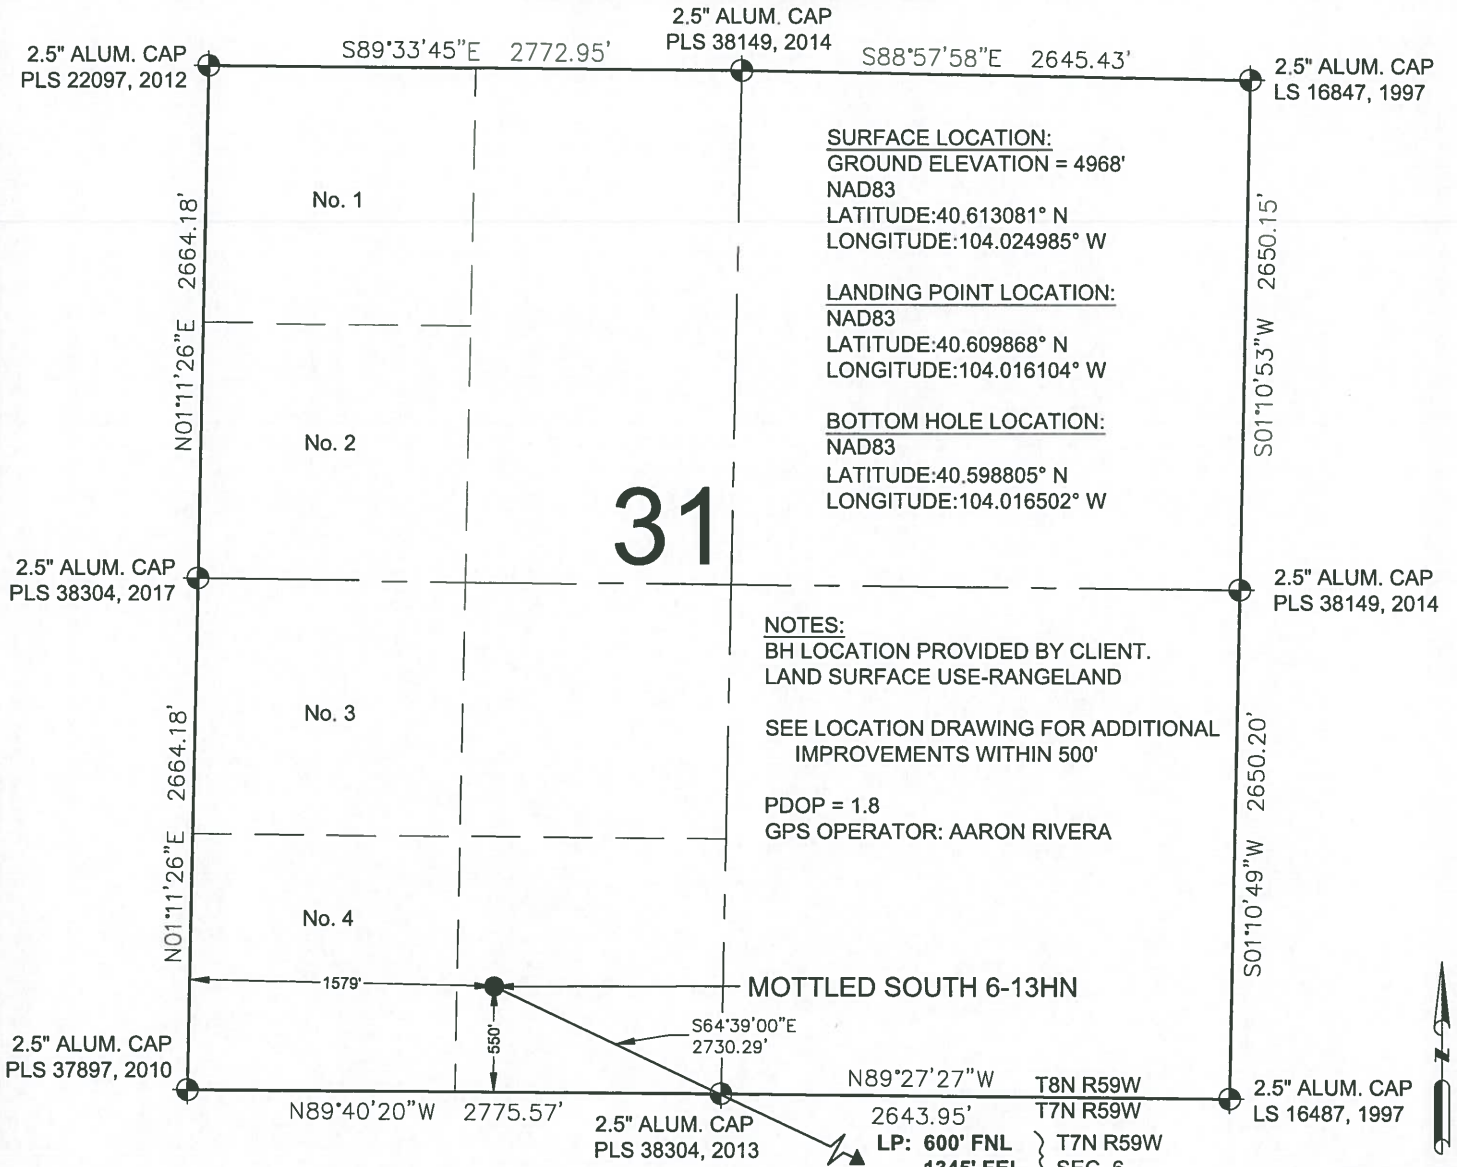 2.5" ALUM. CAP
PLS 38149, 2014
2.5" ALUM. CAP
PLS 22097, 2012
S89°33'45"E 2772.95'
S88°57'58"E 2645.43'
2.5" ALUM. CAP
LS 16847, 1997
SURFACE LOCATION:
GROUND ELEVATION = 4968'
NAD83
LATITUDE:40.613081° N
LONGITUDE:104.024985° W
No. 1
N01°11'26"E 2664.18'
S01°10'53"W 2650.15'
LANDING POINT LOCATION:
NAD83
LATITUDE:40.609868° N
LONGITUDE:104.016104° W
BOTTOM HOLE LOCATION:
NAD83
LATITUDE:40.598805° N
LONGITUDE:104.016502° W
No. 2
31
2.5" ALUM. CAP
PLS 38304, 2017
2.5" ALUM. CAP
PLS 38149, 2014
NOTES:
BH LOCATION PROVIDED BY CLIENT.
LAND SURFACE USE-RANGELAND
SEE LOCATION DRAWING FOR ADDITIONAL
IMPROVEMENTS WITHIN 500'
PDOP = 1.8
GPS OPERATOR: AARON RIVERA
No. 3
N01°11'26"E 2664.18'
S01°10'49"W 2650.20'
No. 4
1579'
MOTTLED SOUTH 6-13HN
550'
S64°39'00"E
2730.29'
N
2.5" ALUM. CAP
PLS 37897, 2010
N89°40'20"W 2775.57'
2.5" ALUM. CAP
PLS 38304, 2013
N89°27'27"W
2643.95'
T8N R59W
T7N R59W
2.5" ALUM. CAP
LS 16487, 1997
LP: 600' FNL
1345' FEL
T7N R59W
SEC. 6